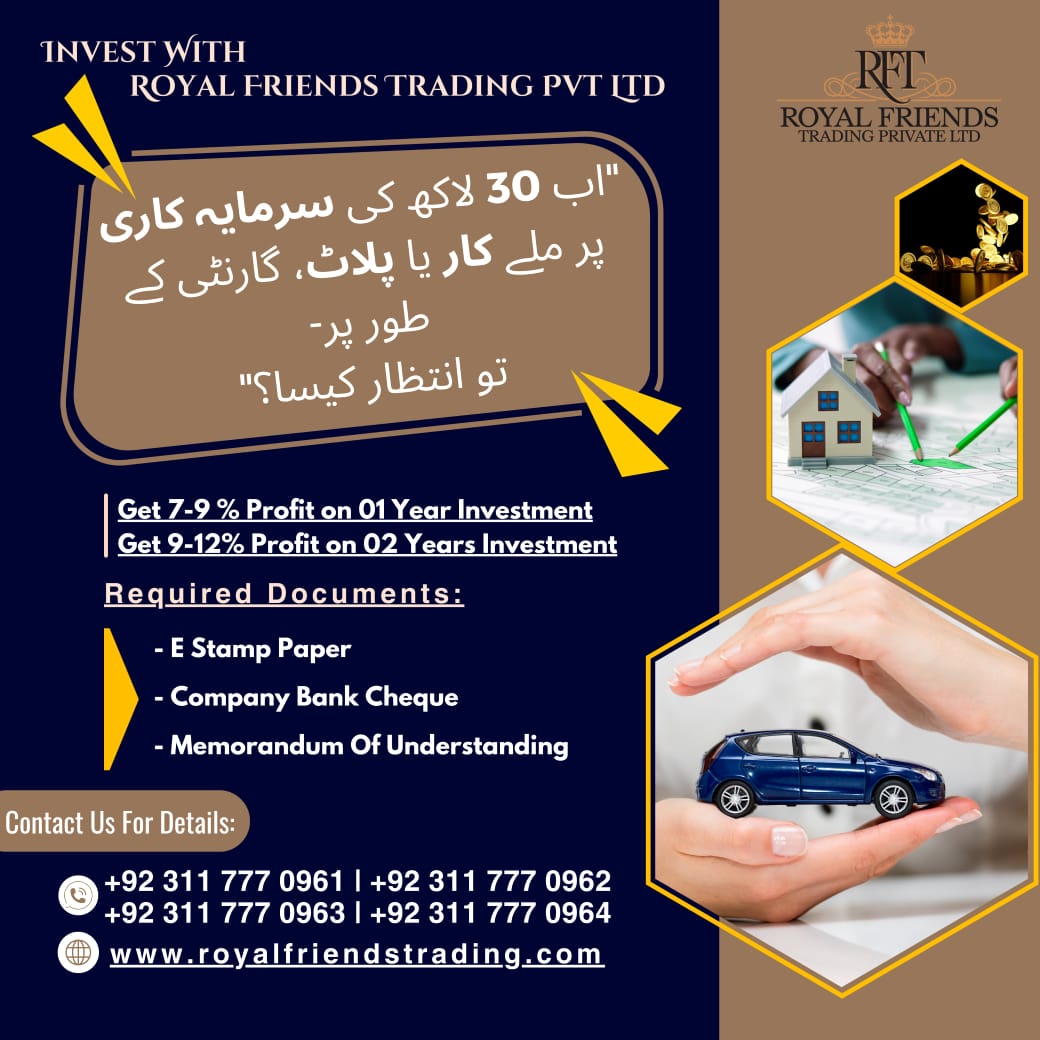 Invest With
Royal Friends Trading Pvt Ltd
RFT
ROYAL FRIENDS
TRADING PRIVATE LTD
"اب 30 لاکھ کی سرمایہ کاری
پر ملے کار یا پلاٹ، گارنٹی کے
طور پر-
تو انتظار کیسا؟"
Get 7-9 % Profit on 01 Year Investment
Get 9-12% Profit on 02 Years Investment
Required Documents:
- E Stamp Paper
- Company Bank Cheque
- Memorandum Of Understanding
Contact Us For Details:
+92 311 777 0961 | +92 311 777 0962
+92 311 777 0963 | +92 311 777 0964
www.royalfriendstrading.com